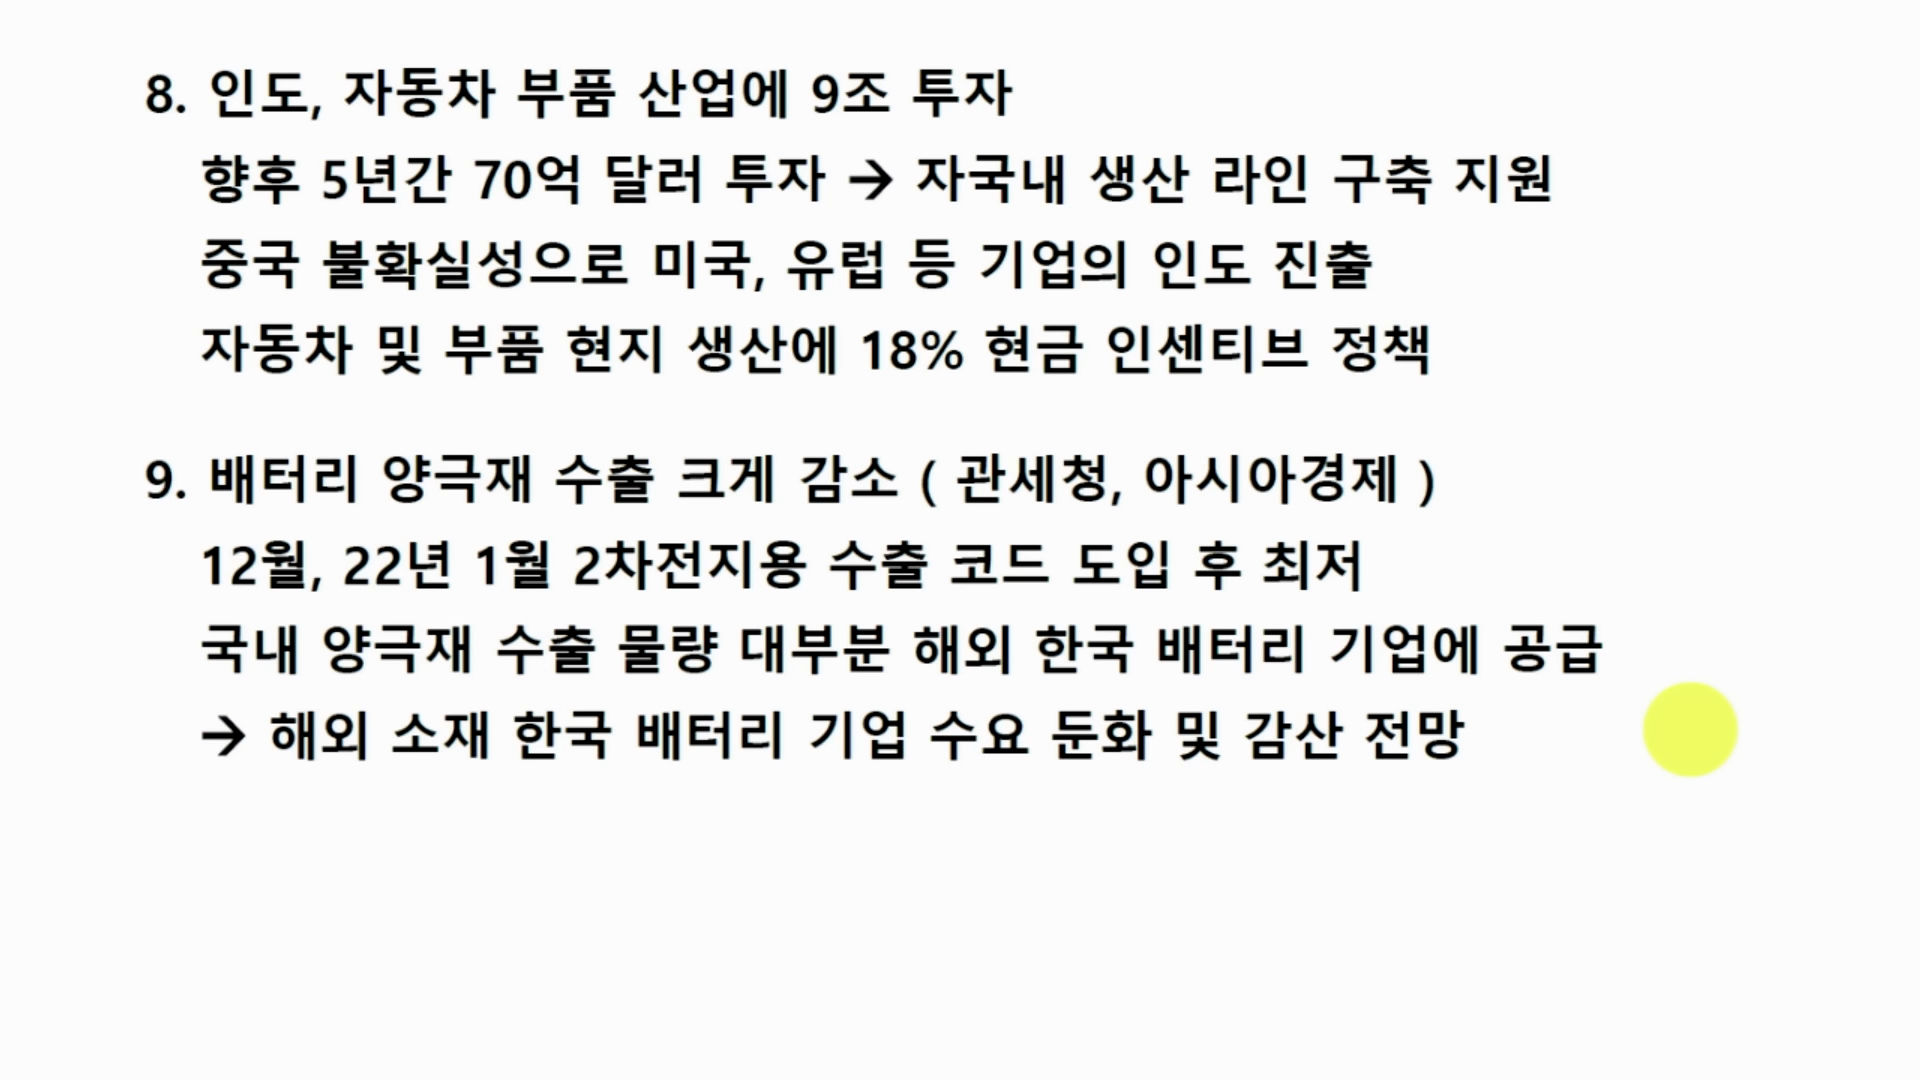 8. 인도, 자동차 부품 산업에 9조 투자
향후 5년간 70억 달러 투자 → 자국내 생산 라인 구축 지원
중국 불확실성으로 미국, 유럽 등 기업의 인도 진출
자동차 및 부품 현지 생산에 18% 현금 인센티브 정책
9. 배터리 양극재 수출 크게 감소 ( 관세청, 아시아경제 )
12월, 22년 1월 2차전지용 수출 코드 도입 후 최저
국내 양극재 수출 물량 대부분 해외 한국 배터리 기업에 공급
→ 해외 소재 한국 배터리 기업 수요 둔화 및 감산 전망